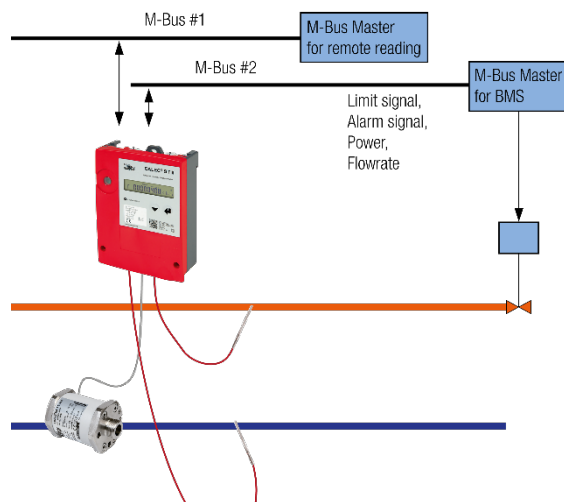 M-Bus #1
M-Bus Master
for remote reading
M-Bus #2
M-Bus Master
for BMS
Limit signal,
Alarm signal,
Power,
Flowrate